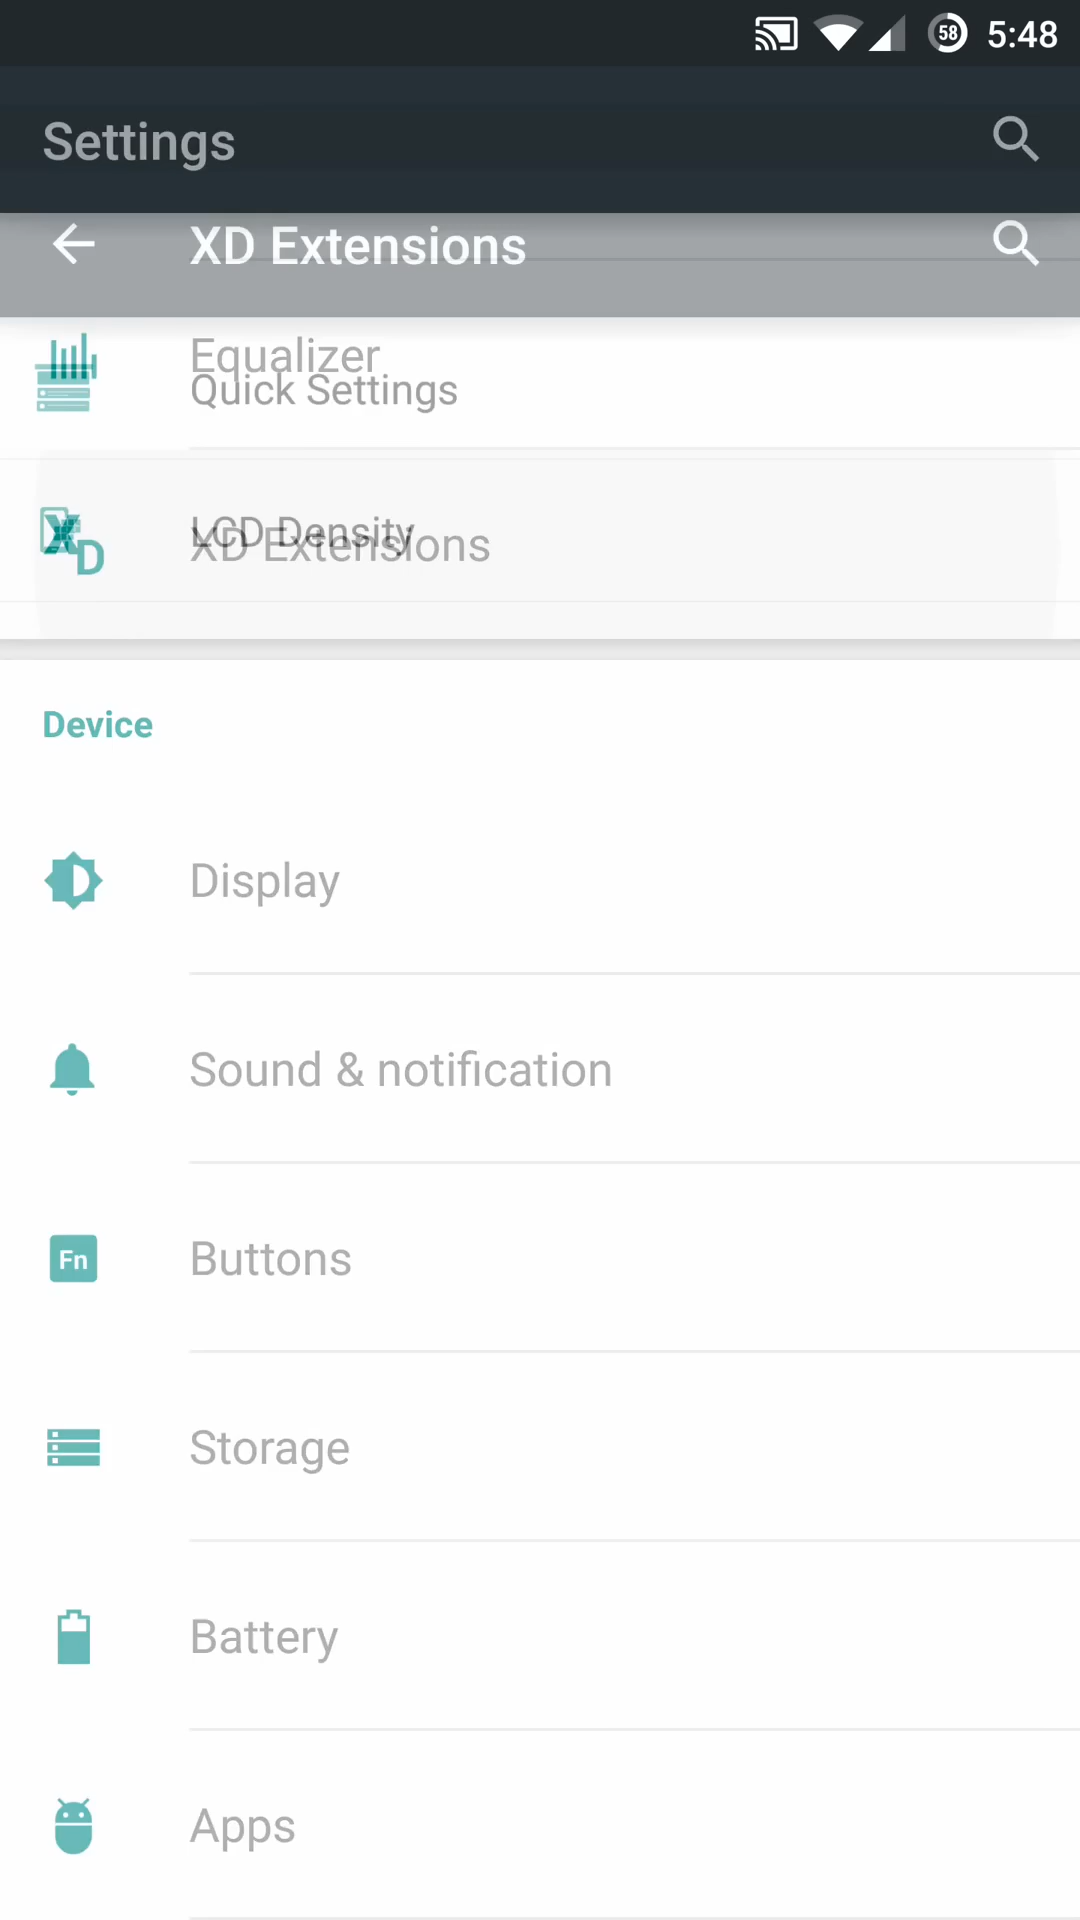 58 5:48
Settings
XD Extensions
Equalizer
Quick Settings
LCD Density
XD Extensions
Device
Display
Sound & notification
Fn Buttons
Storage
Battery
Apps